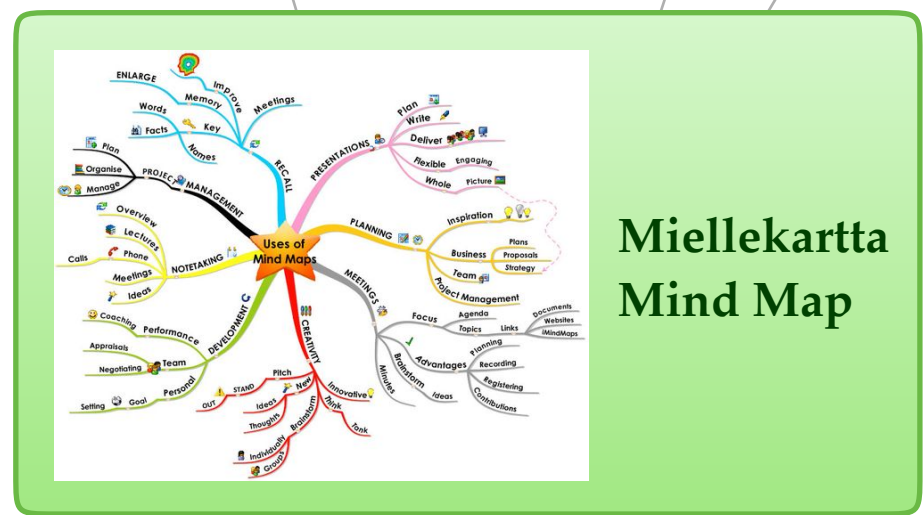 Uses of
Mind Maps
RECALL
Improve
Memory
ENLARGE
Meetings
Key
Words
Facts
Names
PRESENTATIONS
Plan
Write
Deliver
Flexible
Engaging
Whole
Picture
PLANNING
Inspiration
Business
Plans
Proposals
Strategy
Team
Project Management
MEETINGS
Focus
Agenda
Topics
Links
Documents
Websites
iMindMaps
Advantages
Planning
Recording
Registering
Contributions
Brainstorm
Ideas
Minutes
CREATIVITY
Innovative
Think
Tank
Brainstorm
Individually
Groups
New
Ideas
Thoughts
Pitch
STAND
OUT
DEVELOPMENT
Performance
Coaching
Team
Appraisals
Negotiating
Personal
Goal
Setting
NOTETAKING
Overview
Lectures
Phone
Calls
Meetings
Ideas
PROJECT MANAGEMENT
Plan
Organise
Manage
Miellekartta
Mind Map